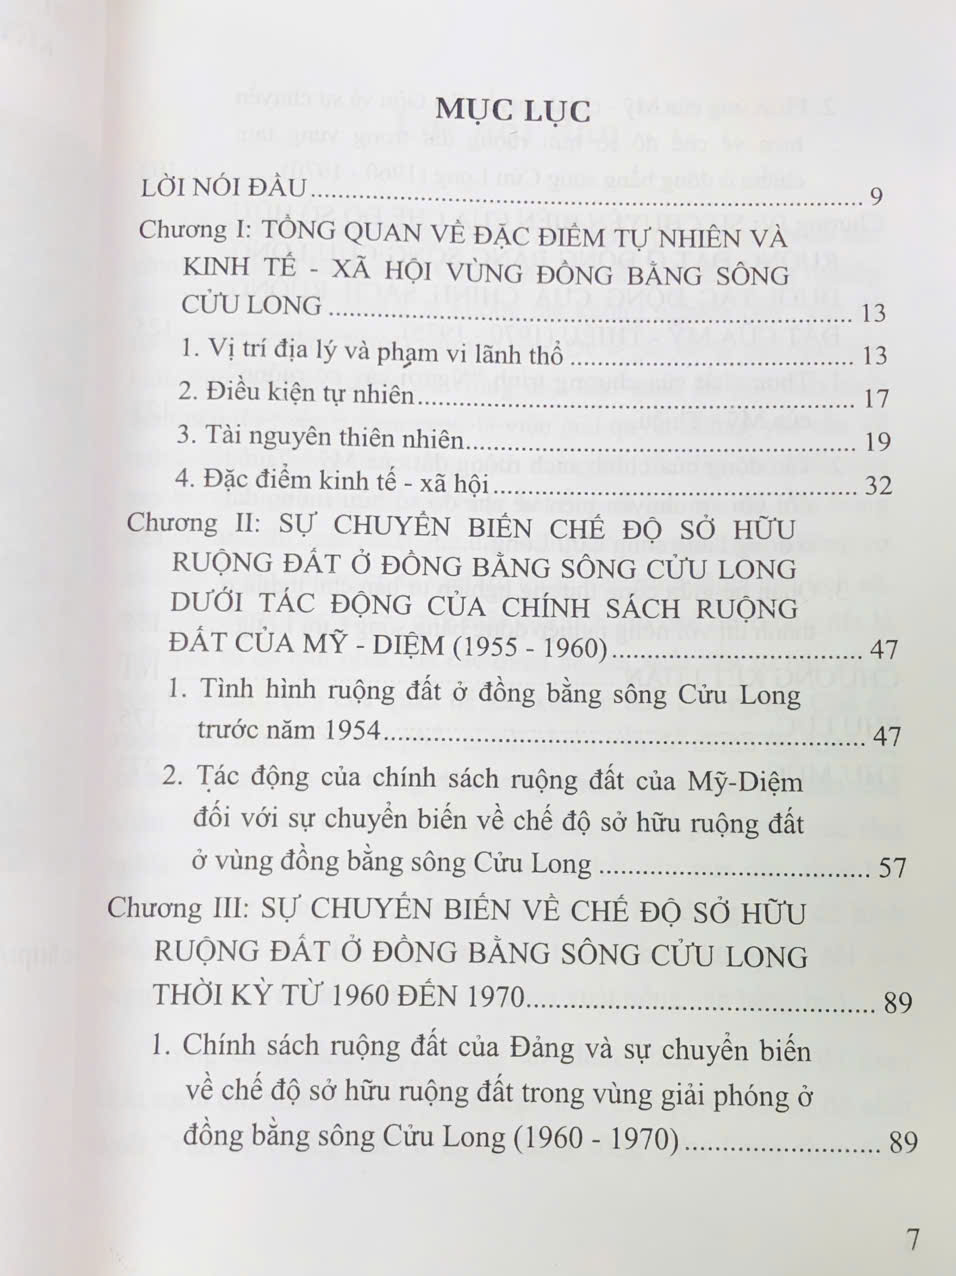 MỤC LỤC
LỜI NÓI ĐẦU................................................................ 9
Chương I: TỔNG QUAN VỀ ĐẶC ĐIỂM TỰ NHIÊN VÀ
KINH TẾ - XÃ HỘI VÙNG ĐỒNG BẰNG SÔNG
CỬU LONG................................................................ 13
1. Vị trí địa lý và phạm vi lãnh thổ................................ 13
2. Điều kiện tự nhiên................................................ 17
3. Tài nguyên thiên nhiên............................................ 19
4. Đặc điểm kinh tế - xã hội........................................ 32
Chương II: SỰ CHUYỂN BIẾN CHẾ ĐỘ SỞ HỮU
RUỘNG ĐẤT Ở ĐỒNG BẰNG SÔNG CỬU LONG
DƯỚI TÁC ĐỘNG CỦA CHÍNH SÁCH RUỘNG
ĐẤT CỦA MỸ - DIỆM (1955 - 1960)............................ 47
1. Tình hình ruộng đất ở đồng bằng sông Cửu Long
trước năm 1954.................................................... 47
2. Tác động của chính sách ruộng đất của Mỹ-Diệm
đối với sự chuyển biến về chế độ sở hữu ruộng đất
ở vùng đồng bằng sông Cửu Long................................ 57
Chương III: SỰ CHUYỂN BIẾN VỀ CHẾ ĐỘ SỞ HỮU
RUỘNG ĐẤT Ở ĐỒNG BẰNG SÔNG CỬU LONG
THỜI KỲ TỪ 1960 ĐẾN 1970.................................... 89
1. Chính sách ruộng đất của Đảng và sự chuyển biến
về chế độ sở hữu ruộng đất trong vùng giải phóng ở
đồng bằng sông Cửu Long (1960 - 1970)........................ 89
7